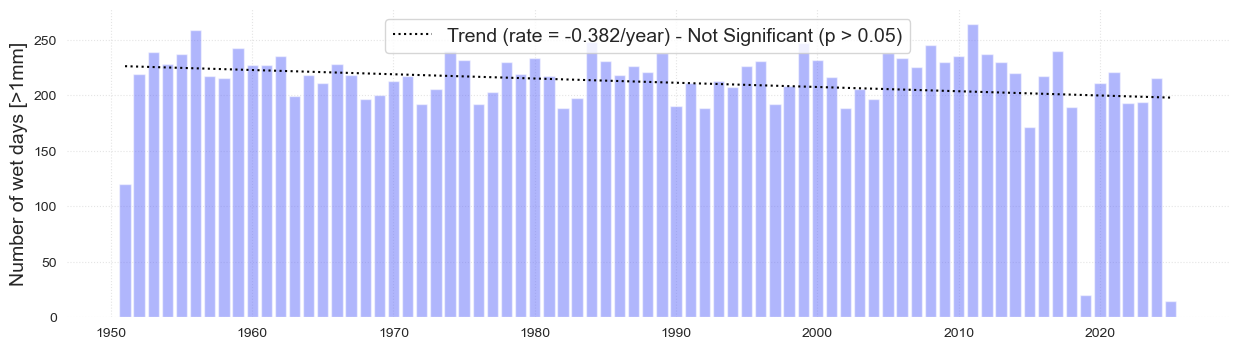 Trend (rate = -0.382/year) - Not Significant (p > 0.05)
Number of wet days [>1mm]
250
200
150
100
50
0
1950 1960 1970 1980 1990 2000 2010 2020